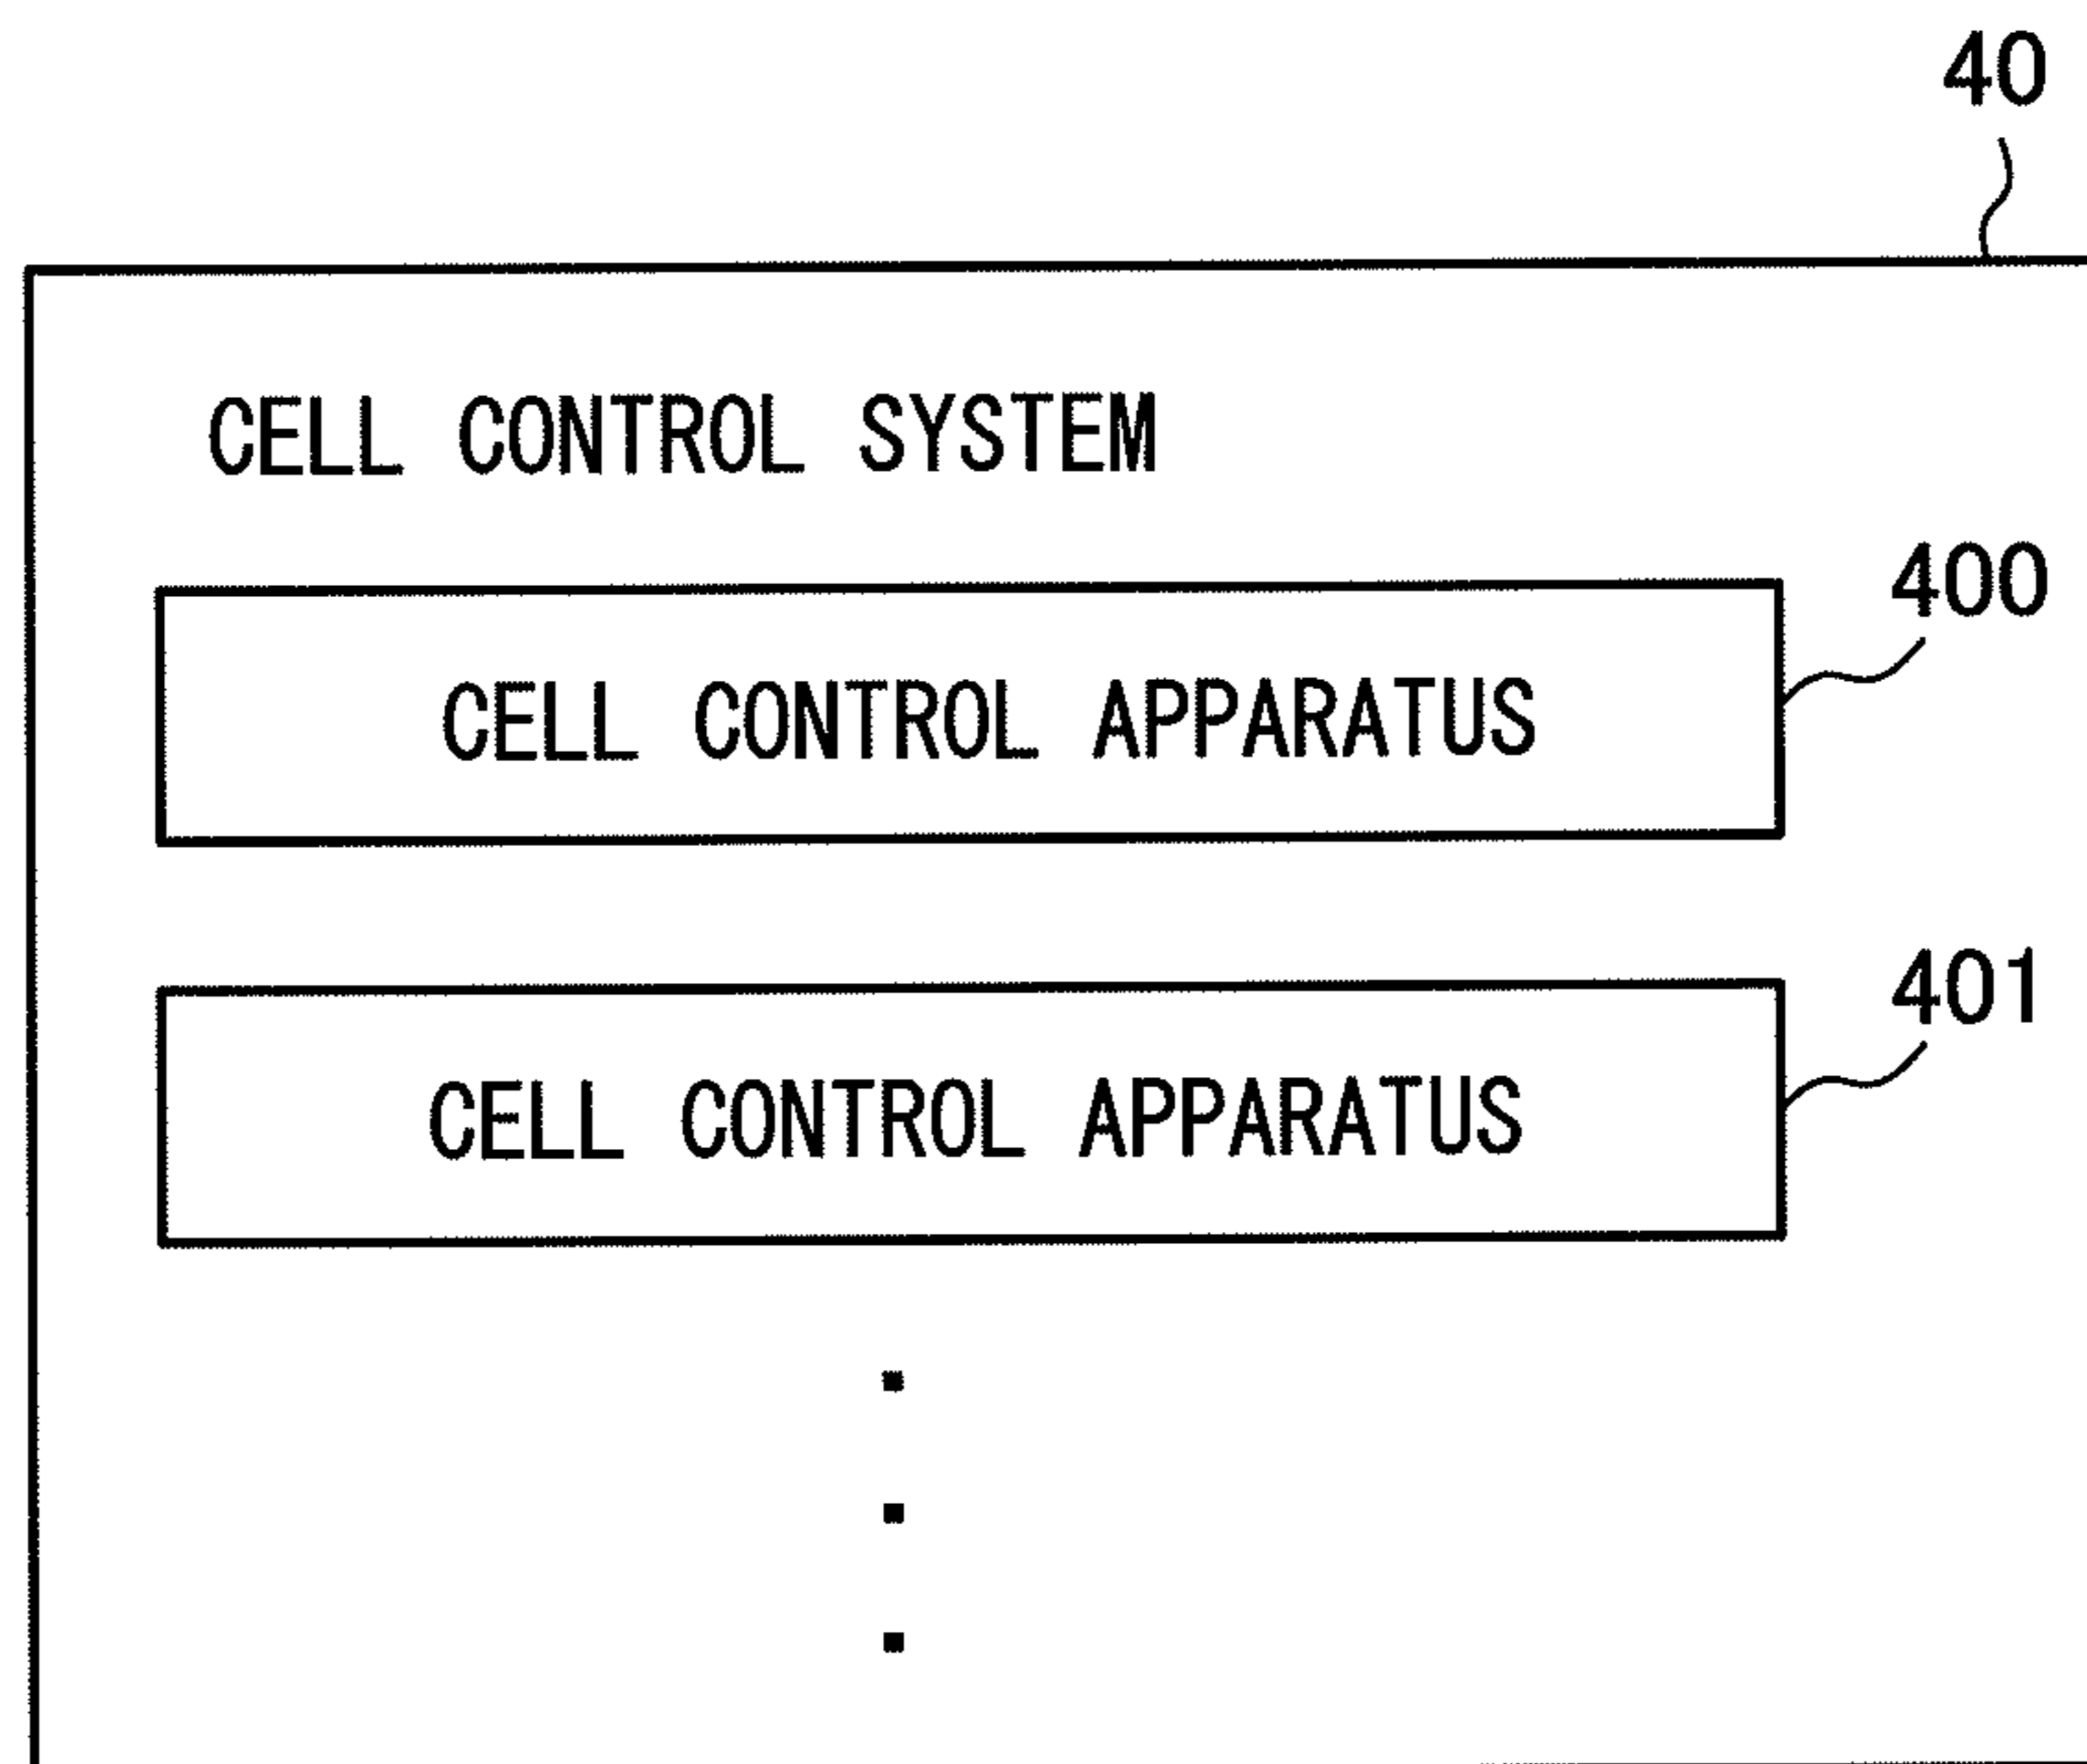 40
CELL CONTROL SYSTEM
400
CELL CONTROL APPARATUS
401
CELL CONTROL APPARATUS